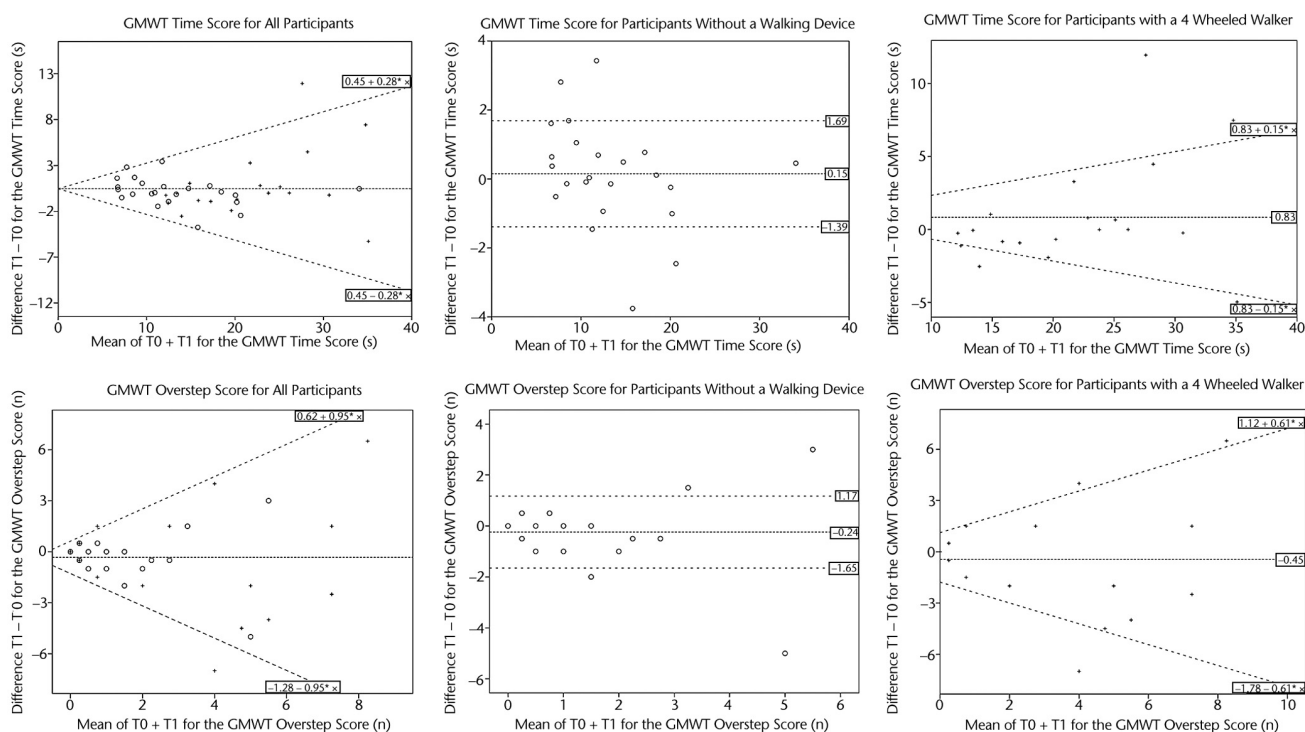 GMWT Time Score for All Participants
Difference T1 – T0 for the GMWT Time Score (s)
13
8
3
−2
−7
−12
0.45 + 0.28* ×
0.45 − 0.28* ×
0 10 20 30 40
Mean of T0 + T1 for the GMWT Time Score (s)
GMWT Time Score for Participants Without a Walking Device
Difference T1 – T0 for the GMWT Time Score (s)
4
2
0
−2
−4
1.69
0.15
−1.39
0 10 20 30 40
Mean of T0 + T1 for the GMWT Time Score (s)
GMWT Time Score for Participants with a 4 Wheeled Walker
Difference T1 – T0 for the GMWT Time Score (s)
10
5
0
−5
0.83 + 0.15* ×
0.83
0.83 − 0.15* ×
10 15 20 25 30 35 40
Mean of T0 + T1 for the GMWT Time Score (s)
GMWT Overstep Score for All Participants
Difference T1 – T0 for the GMWT Overstep Score (n)
6
3
0
−3
−6
0.62 + 0.95* ×
−1.28 − 0.95* ×
0 2 4 6 8
Mean of T0 + T1 for the GMWT Overstep Score (n)
GMWT Overstep Score for Participants Without a Walking Device
Difference T1 – T0 for the GMWT Overstep Score (n)
4
2
0
−2
−4
−6
1.17
−0.24
−1.65
0 1 2 3 4 5 6
Mean of T0 + T1 for the GMWT Overstep Score (n)
GMWT Overstep Score for Participants with a 4 Wheeled Walker
Difference T1 – T0 for the GMWT Overstep Score (n)
6
3
0
−3
−6
1.12 + 0.61* ×
−0.45
−1.78 − 0.61* ×
0 2 4 6 8 10
Mean of T0 + T1 for the GMWT Overstep Score (n)